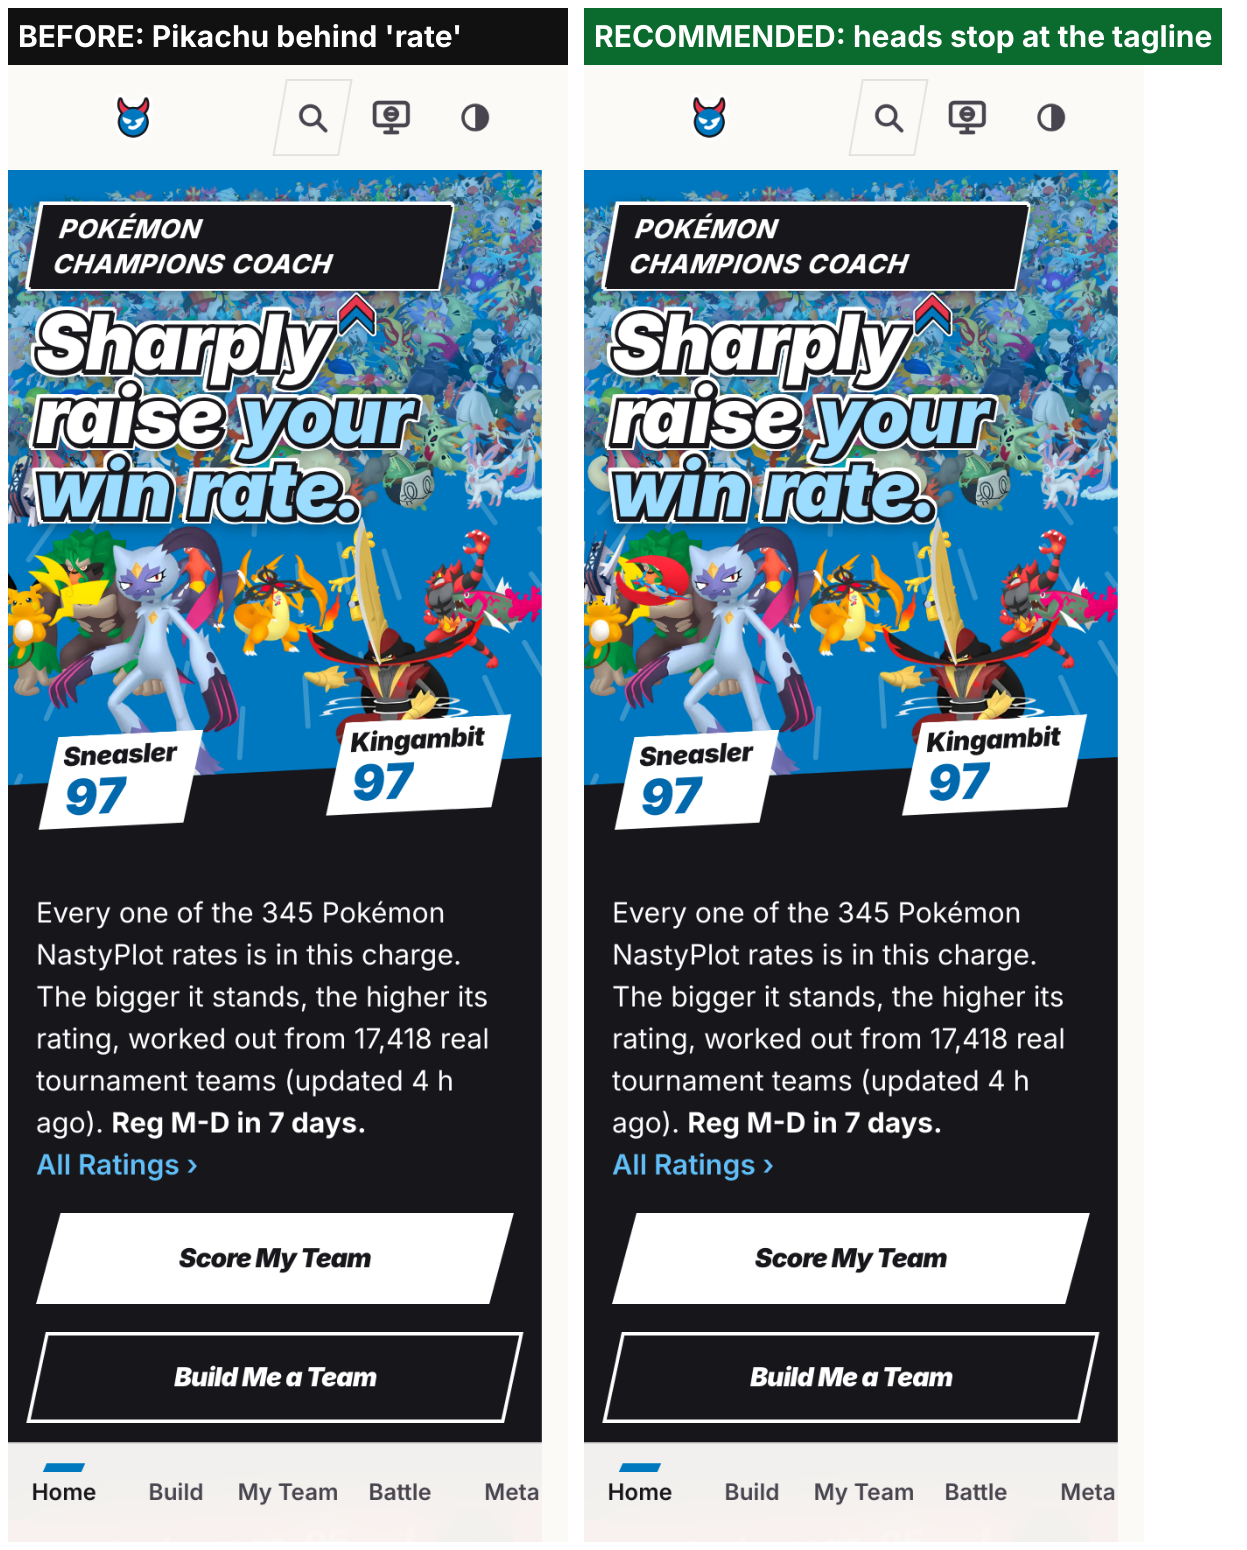 BEFORE: Pikachu behind 'rate'
POKÉMON
CHAMPIONS COACH
Sharply
raise your
win rate.
Sneasler
97
Kingambit
97
Every one of the 345 Pokémon
NastyPlot rates is in this charge.
The bigger it stands, the higher its
rating, worked out from 17,418 real
tournament teams (updated 4 h
ago). Reg M-D in 7 days.
All Ratings ›
Score My Team
Build Me a Team
Home Build My Team Battle Meta
RECOMMENDED: heads stop at the tagline
POKÉMON
CHAMPIONS COACH
Sharply
raise your
win rate.
Sneasler
97
Kingambit
97
Every one of the 345 Pokémon
NastyPlot rates is in this charge.
The bigger it stands, the higher its
rating, worked out from 17,418 real
tournament teams (updated 4 h
ago). Reg M-D in 7 days.
All Ratings ›
Score My Team
Build Me a Team
Home Build My Team Battle Meta